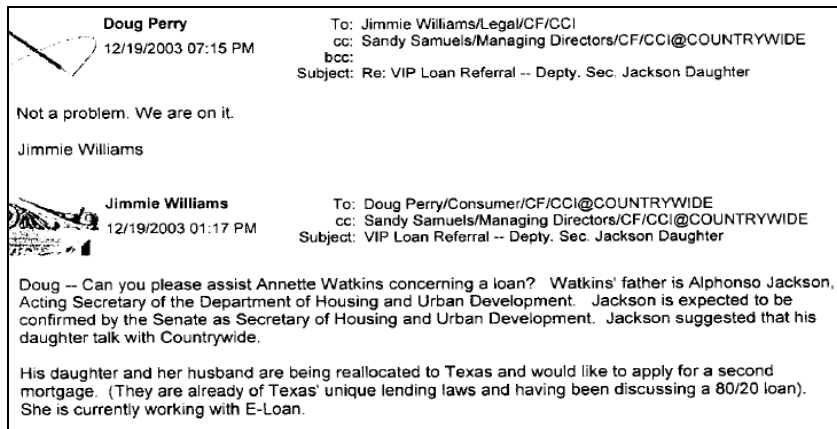 Doug Perry
12/19/2003 07:15 PM
To: Jimmie Williams/Legal/CF/CCI
cc: Sandy Samuels/Managing Directors/CF/CCI@COUNTRYWIDE
bcc:
Subject: Re: VIP Loan Referral -- Depty. Sec. Jackson Daughter
Not a problem. We are on it.
Jimmie Williams
Jimmie Williams
12/19/2003 01:17 PM
To: Doug Perry/Consumer/CF/CCI@COUNTRYWIDE
cc: Sandy Samuels/Managing Directors/CF/CCI@COUNTRYWIDE
Subject: VIP Loan Referral -- Depty. Sec. Jackson Daughter
Doug -- Can you please assist Annette Watkins concerning a loan? Watkins' father is Alphonso Jackson,
Acting Secretary of the Department of Housing and Urban Development. Jackson is expected to be
confirmed by the Senate as Secretary of Housing and Urban Development. Jackson suggested that his
daughter talk with Countrywide.
His daughter and her husband are being reallocated to Texas and would like to apply for a second
mortgage. (They are already of Texas' unique lending laws and having been discussing a 80/20 loan).
She is currently working with E-Loan.